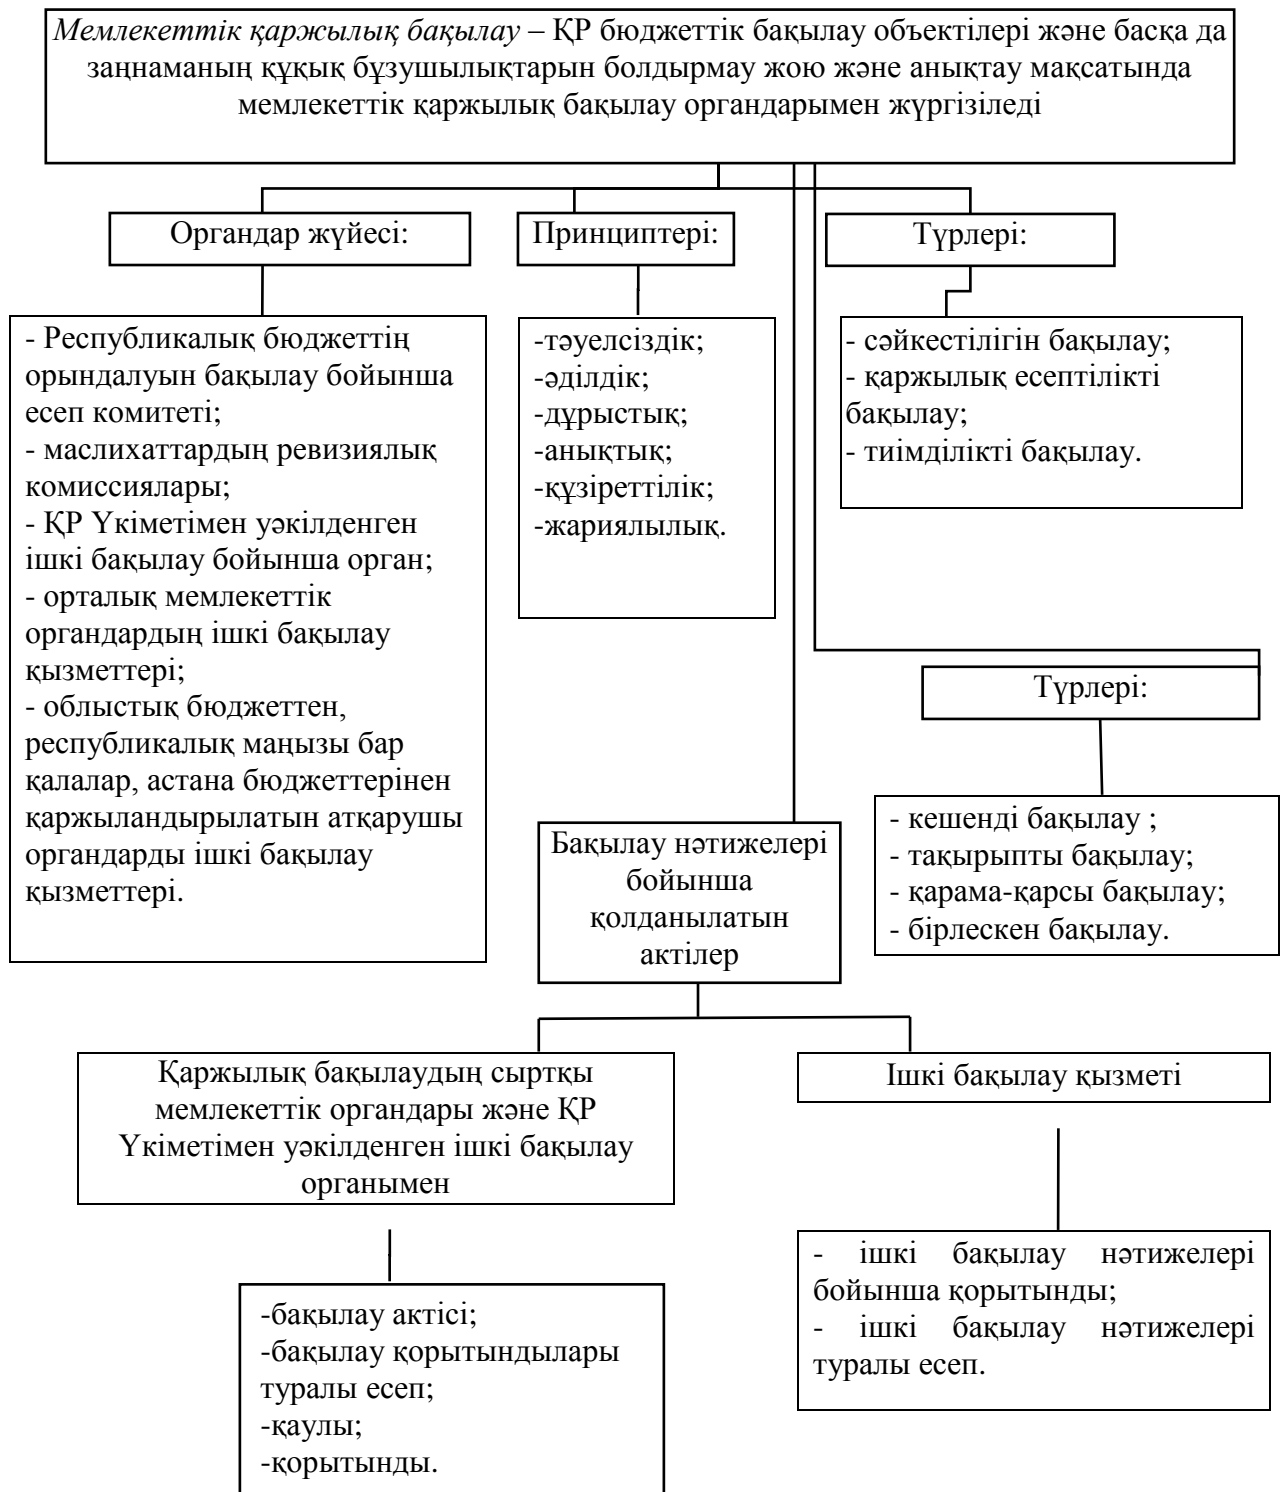 Мемлекеттік қаржылық бақылау – ҚР бюджеттік бақылау объектілері және басқа да
заңнаманың құқық бұзушылықтарын болдырмау жою және анықтау мақсатында
мемлекеттік қаржылық бақылау органдарымен жүргізіледі
Органдар жүйесі:
Принциптері:
Түрлері:
- Республикалық бюджеттің
орындалуын бақылау бойынша
есеп комитеті;
- маслихаттардың ревизиялық
комиссиялары;
- ҚР Үкіметімен уәкілденген
ішкі бақылау бойынша орган;
- орталық мемлекеттік
органдардың ішкі бақылау
қызметтері;
- облыстық бюджеттен,
республикалық маңызы бар
қалалар, астана бюджеттерінен
қаржыландырылатын атқарушы
органдарды ішкі бақылау
қызметтері.
-тәуелсіздік;
-әділдік;
-дұрыстық;
-анықтық;
-құзіреттілік;
-жариялылық.
- сәйкестілігін бақылау;
- қаржылық есептілікті
бақылау;
- тиімділікті бақылау.
Түрлері:
- кешенді бақылау ;
- тақырыпты бақылау;
- қарама-қарсы бақылау;
- бірлескен бақылау.
Бақылау нәтижелері
бойынша
қолданылатын
актілер
Қаржылық бақылаудың сыртқы
мемлекеттік органдары және ҚР
Үкіметімен уәкілденген ішкі бақылау
органымен
Ішкі бақылау қызметі
-бақылау актісі;
-бақылау қорытындылары
туралы есеп;
-қаулы;
-қорытынды.
- ішкі бақылау нәтижелері
бойынша қорытынды;
- ішкі бақылау нәтижелері
туралы есеп.